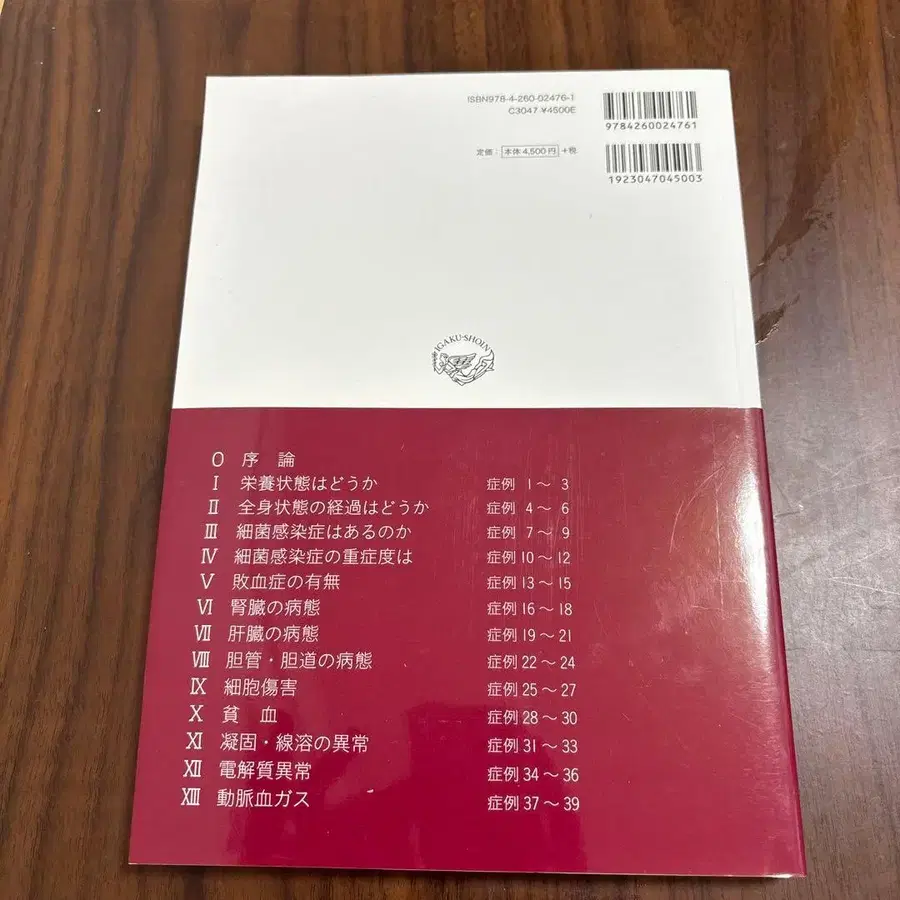 ISBN978-4-260-02476-1
C3047 ¥4500E
9784260024761
定価：本体 4,500円 +税
1923047045003
IGAKU-SHOIN
0 序 論
Ⅰ 栄養状態はどうか 症例 1～ 3
Ⅱ 全身状態の経過はどうか 症例 4～ 6
Ⅲ 細菌感染症はあるのか 症例 7～ 9
Ⅳ 細菌感染症の重症度は 症例 10～12
Ⅴ 敗血症の有無 症例 13～15
Ⅵ 腎臓の病態 症例 16～18
Ⅶ 肝臓の病態 症例 19～21
Ⅷ 胆管・胆道の病態 症例 22～24
Ⅸ 細胞傷害 症例 25～27
Ⅹ 貧 血 症例 28～30
Ⅺ 凝固・線溶の異常 症例 31～33
Ⅻ 電解質異常 症例 34～36
XIII 動脈血ガス 症例 37～39